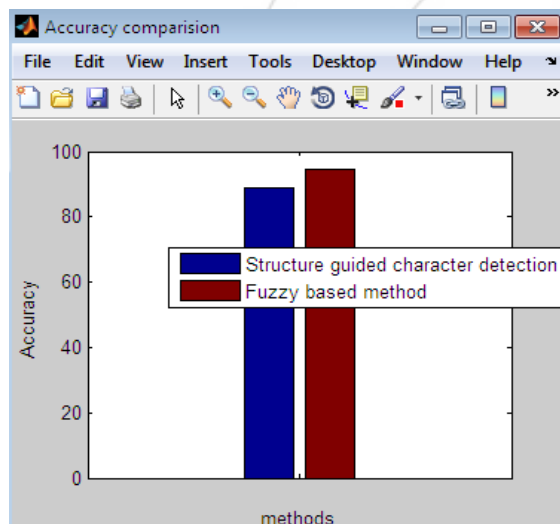 Accuracy comparision
File Edit View Insert Tools Desktop Window Help
100
80
60
40
20
0
Accuracy
Structure guided character detection
Fuzzy based method
methods